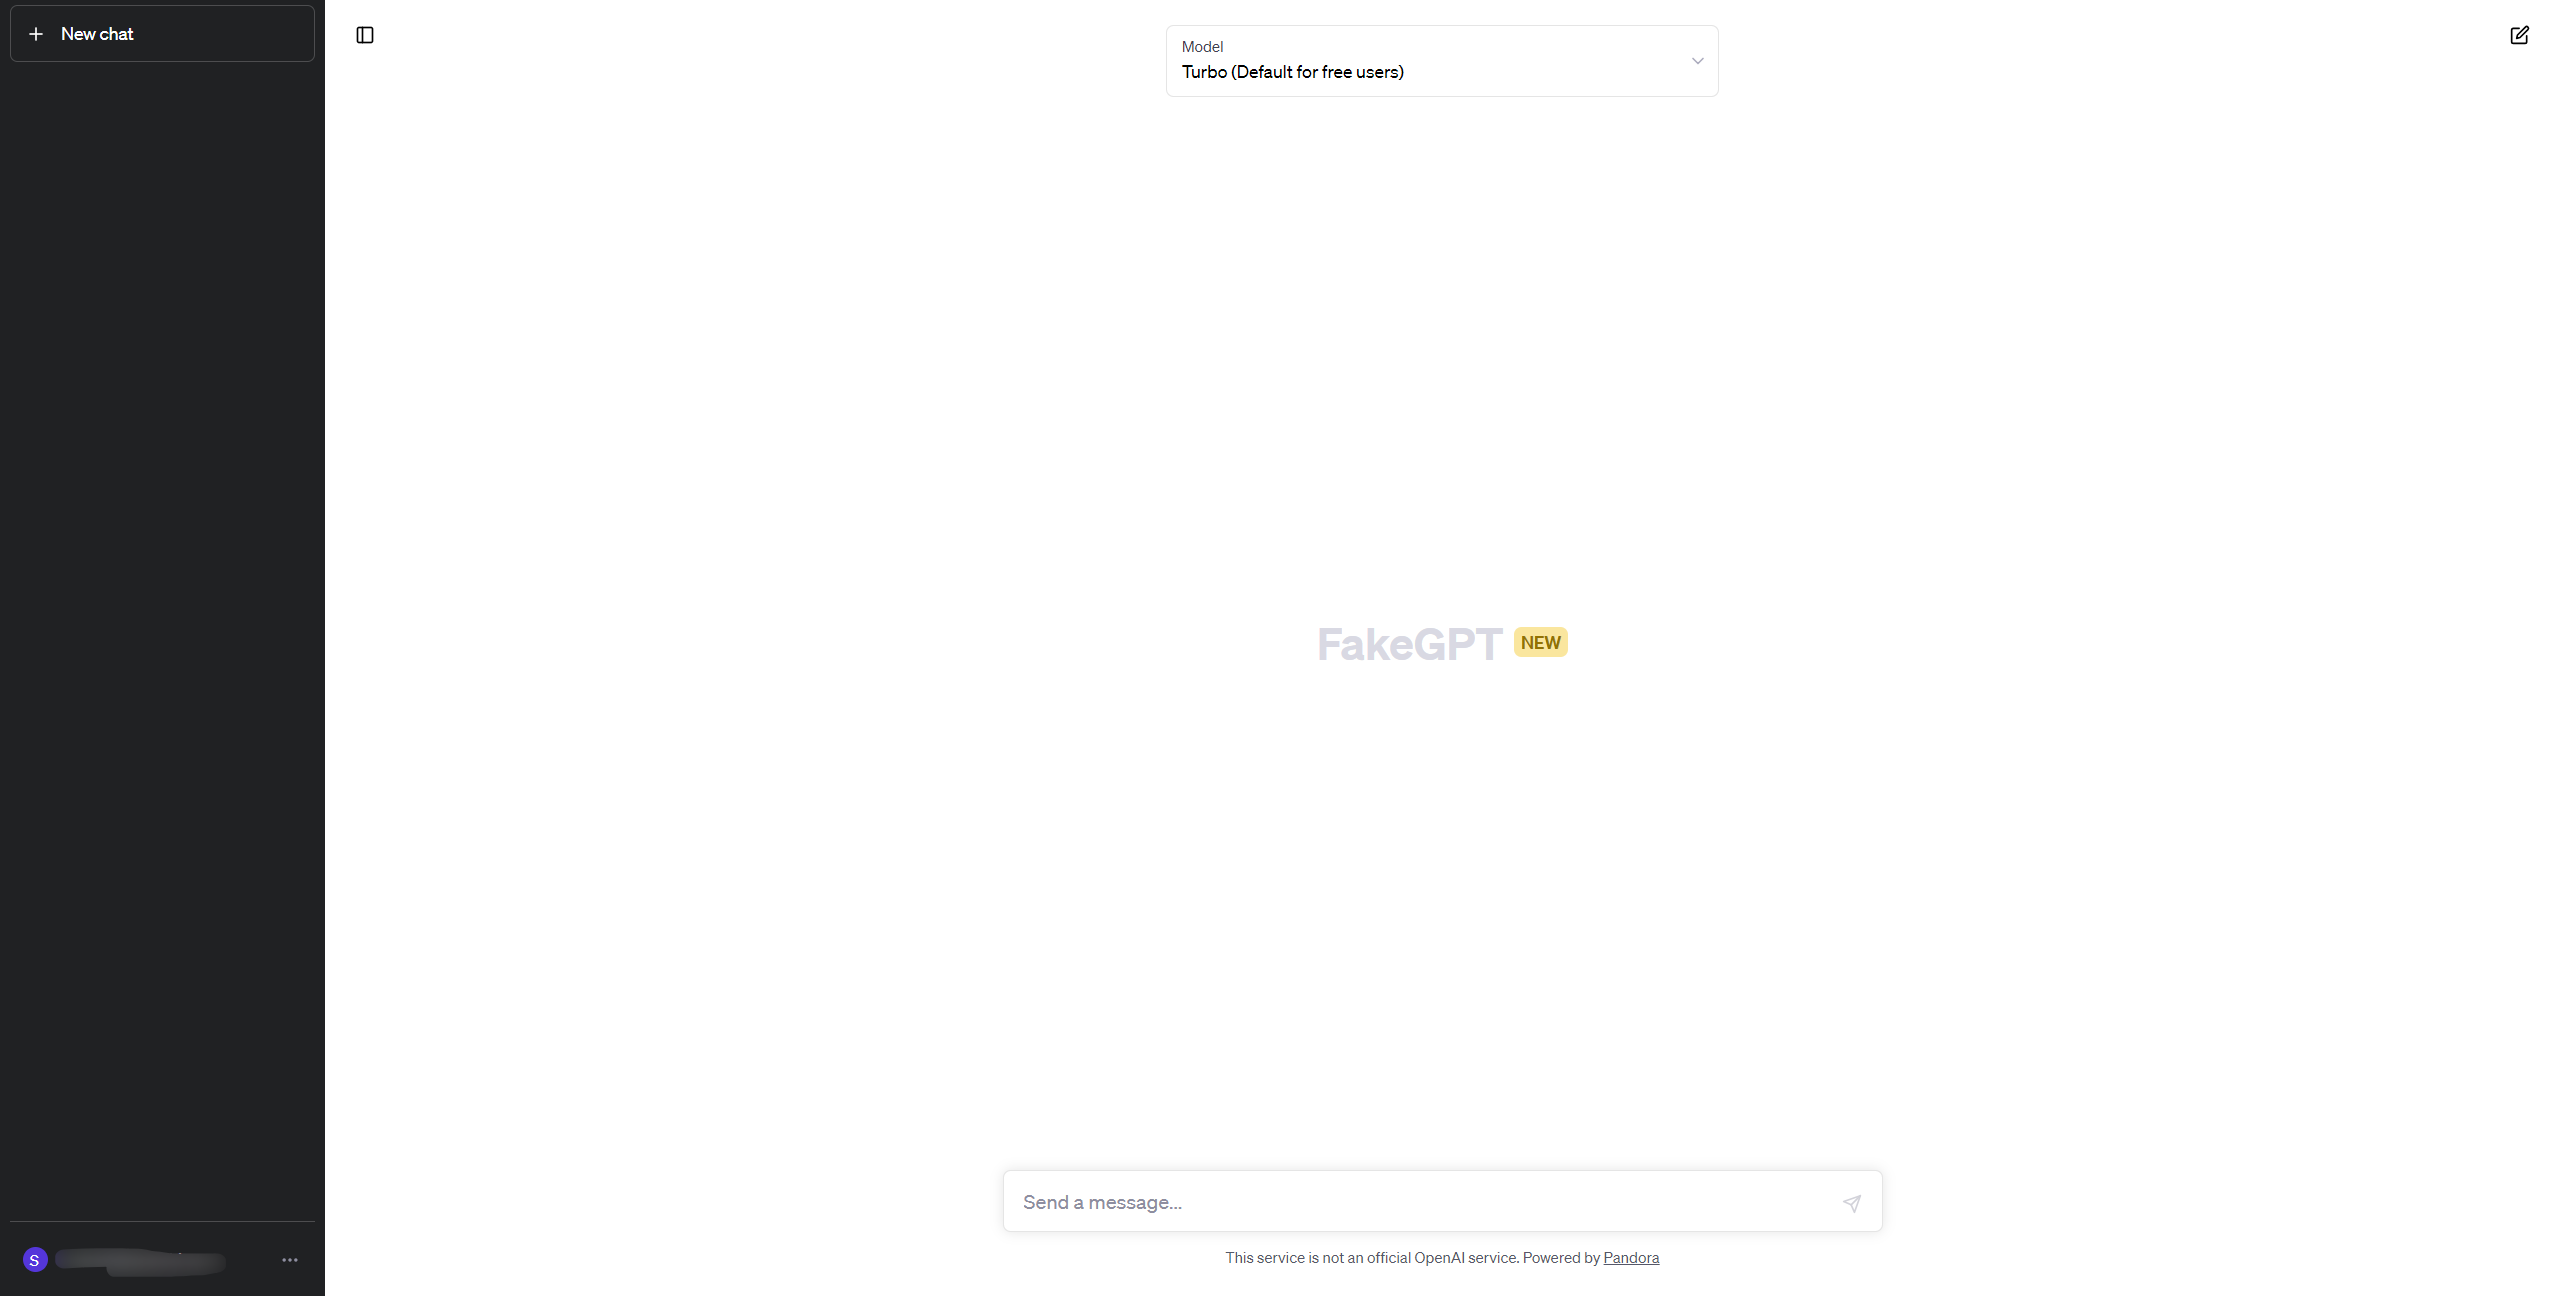 New chat
Model
Turbo (Default for free users)
FakeGPT NEW
Send a message...
This service is not an official OpenAI service. Powered by Pandora
S